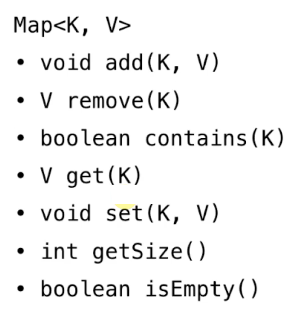 Map<K, V>
• void add(K, V)
• V remove(K)
• boolean contains(K)
• V get(K)
• void set(K, V)
• int getSize()
• boolean isEmpty()